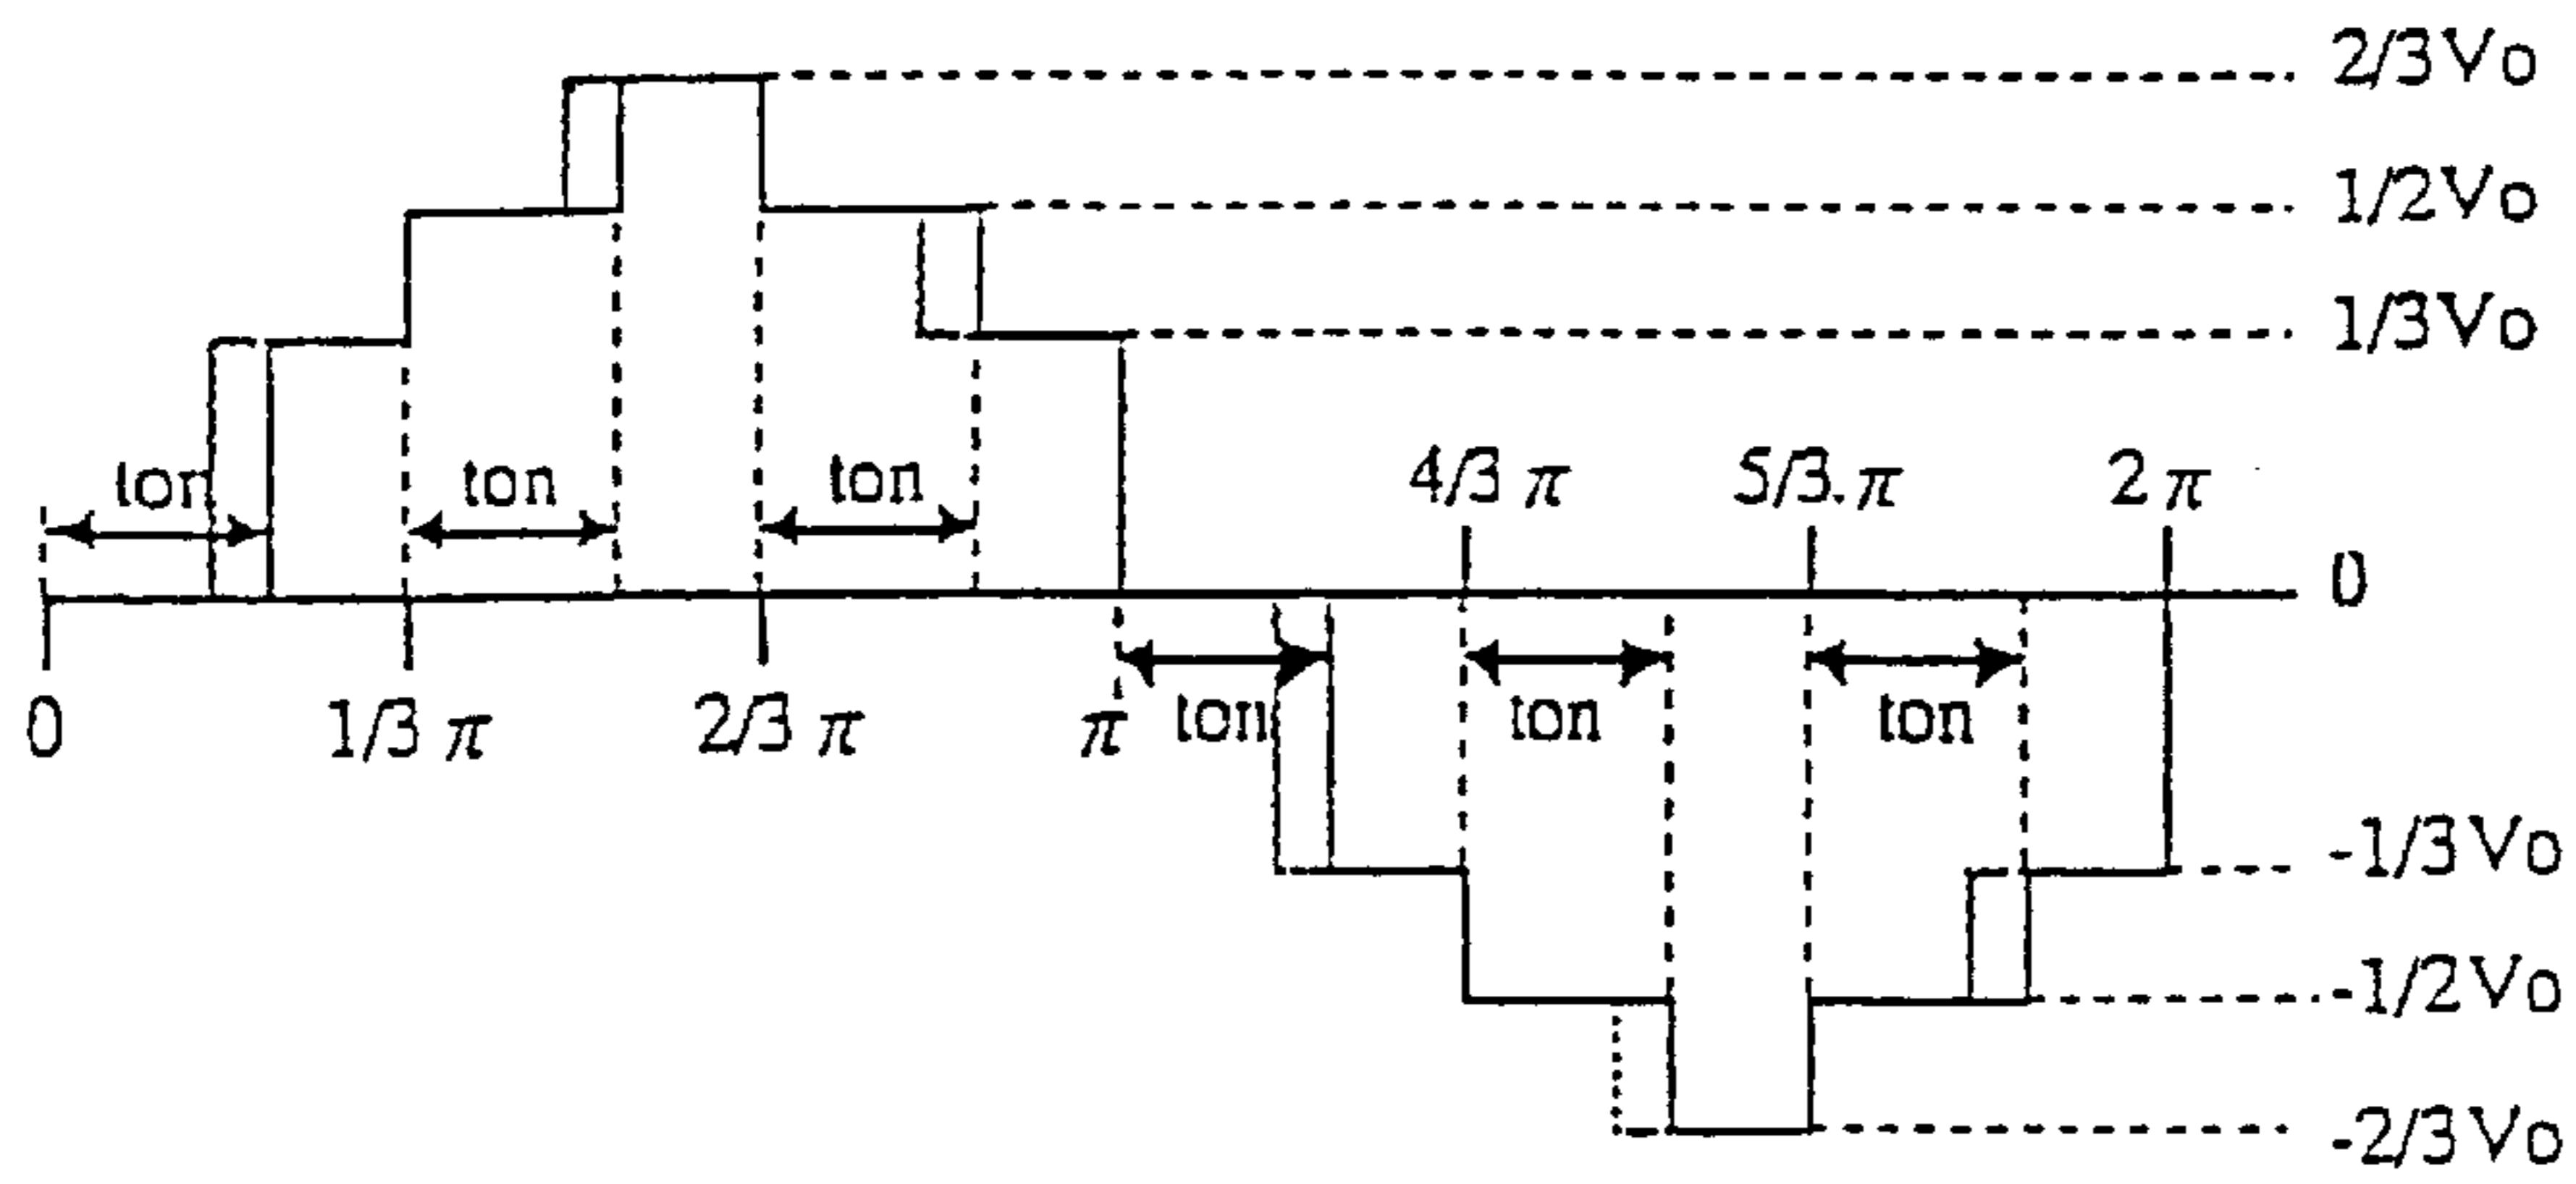 2/3Vo
1/2Vo
1/3Vo
ton ton ton
4/3 π 5/3.π 2 π
0
0 1/3 π 2/3 π π
ton ton ton
-1/3Vo
-1/2Vo
-2/3Vo